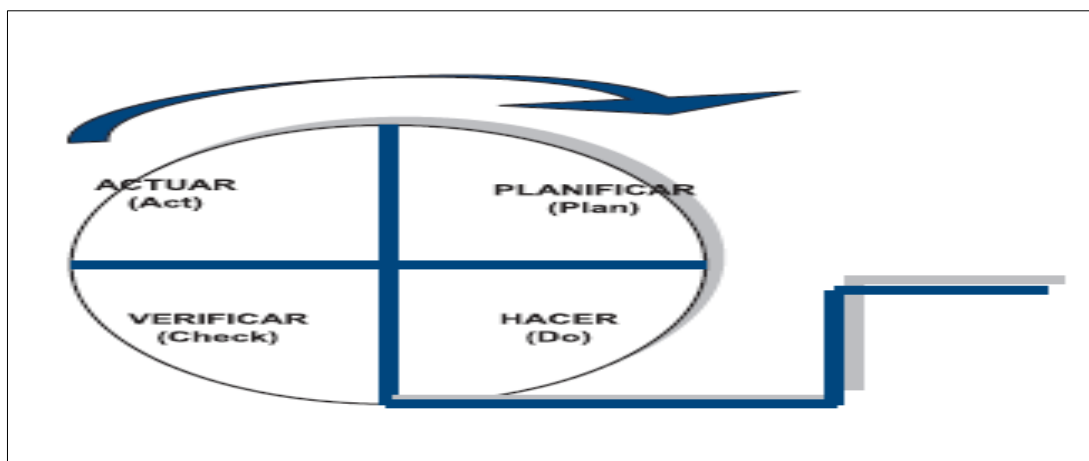 ACTUAR
(Act)
PLANIFICAR
(Plan)
VERIFICAR
(Check)
HACER
(Do)